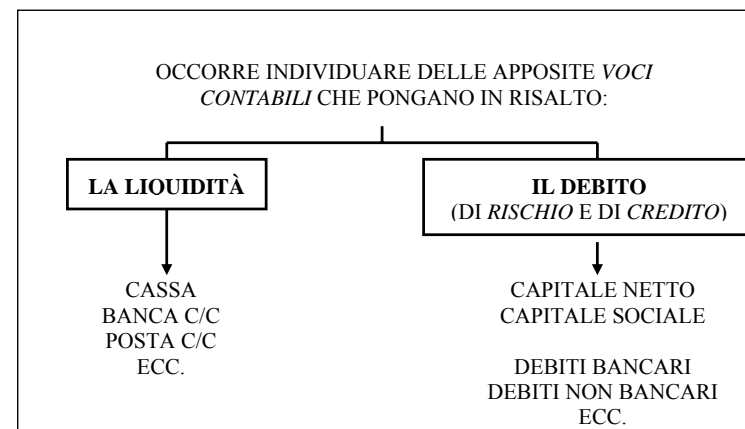 OCCORRE INDIVIDUARE DELLE APPOSITE VOCI
CONTABILI CHE PONGANO IN RISALTO:
LA LIQUIDITÀ
CASSA
BANCA C/C
POSTA C/C
ECC.
IL DEBITO
(DI RISCHIO E DI CREDITO)
CAPITALE NETTO
CAPITALE SOCIALE
DEBITI BANCARI
DEBITI NON BANCARI
ECC.